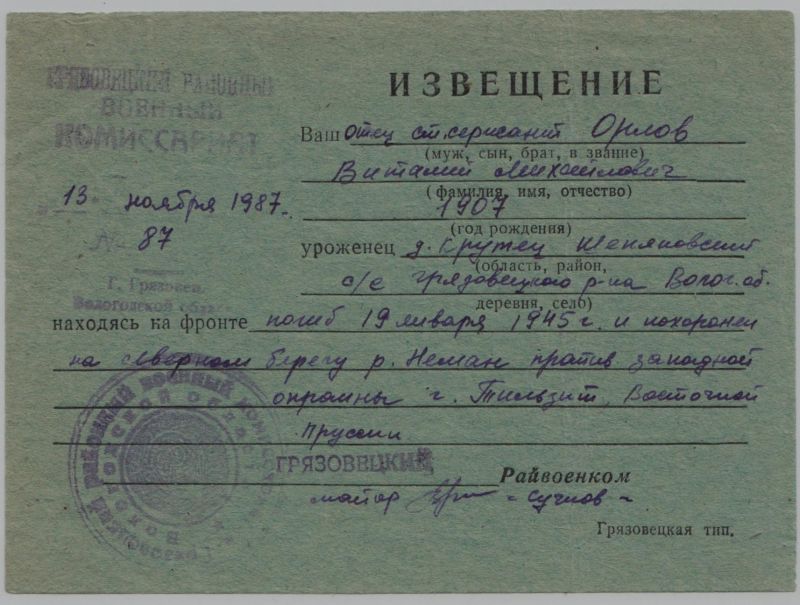 ГРЯЗОВЕЦКИЙ РАЙОННЫЙ
ВОЕННЫЙ
КОМИССАРИАТ
13 ноября 1987.
№ 87
Г. Грязовец,
Вологодской
ИЗВЕЩЕНИЕ
Ваш отец ст. сержант Орлов
(муж, сын, брат, в звание)
Виталий Михайлович
(фамилия, имя, отчество)
1907
(год рождения)
уроженец д. Крутец
(область, район,
с/с Грязовецкого р-на Волог. об.
деревня, село)
находясь на фронте погиб 19 января 1945 г. и похоронен
на северном берегу р. Неман против западной
окраины г. Тильзит, Восточной
Пруссии
ГРЯЗОВЕЦКИЙ
Райвоенком
майор «Сучков»
Грязовецкая тип.
РАЙОННЫЙ ВОЕННЫЙ